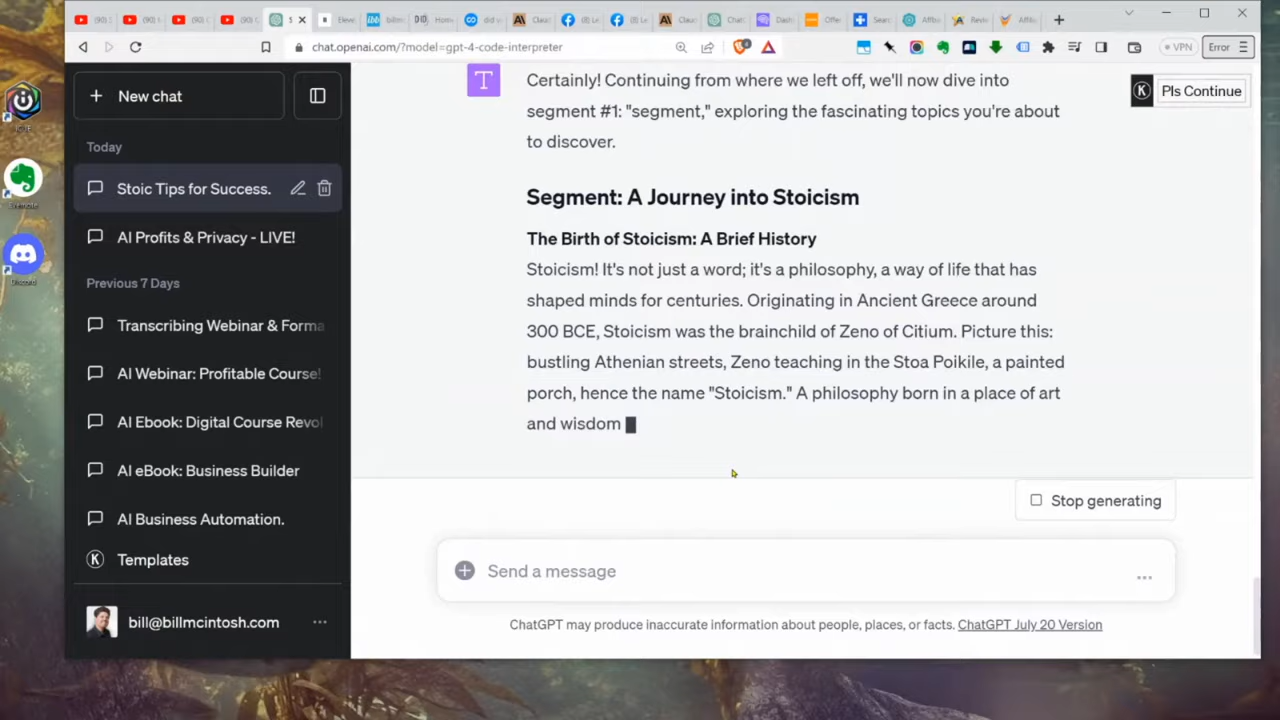 chat.openai.com/?model=gpt-4-code-interpreter
VPN
Error
New chat
Today
Stoic Tips for Success.
AI Profits & Privacy - LIVE!
Previous 7 Days
Transcribing Webinar & Forma
AI Webinar: Profitable Course!
AI Ebook: Digital Course Revol
AI eBook: Business Builder
AI Business Automation.
Templates
bill@billmcintosh.com
T
Certainly! Continuing from where we left off, we'll now dive into
segment #1: "segment," exploring the fascinating topics you're about
to discover.
Pls Continue
Segment: A Journey into Stoicism
The Birth of Stoicism: A Brief History
Stoicism! It's not just a word; it's a philosophy, a way of life that has
shaped minds for centuries. Originating in Ancient Greece around
300 BCE, Stoicism was the brainchild of Zeno of Citium. Picture this:
bustling Athenian streets, Zeno teaching in the Stoa Poikile, a painted
porch, hence the name "Stoicism." A philosophy born in a place of art
and wisdom
Stop generating
Send a message
ChatGPT may produce inaccurate information about people, places, or facts. ChatGPT July 20 Version